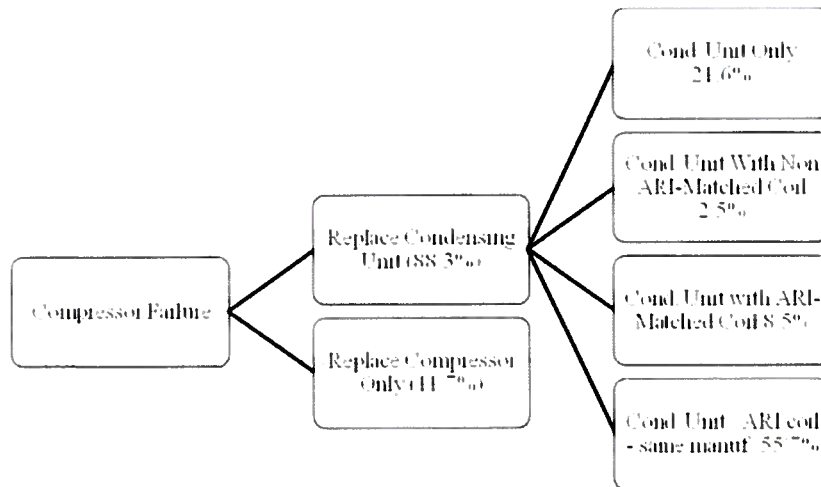 Cond. Unit Only
21.6%
Cond. Unit With Non
ARI-Matched Coil
2.5%
Replace Condensing
Unit (88.3%)
Cond. Unit with ARI-
Matched Coil 8.5%
Compressor Failure
Replace Compressor
Only (11.7%)
Cond. Unit ARI coil
- same manuf. 55.7%